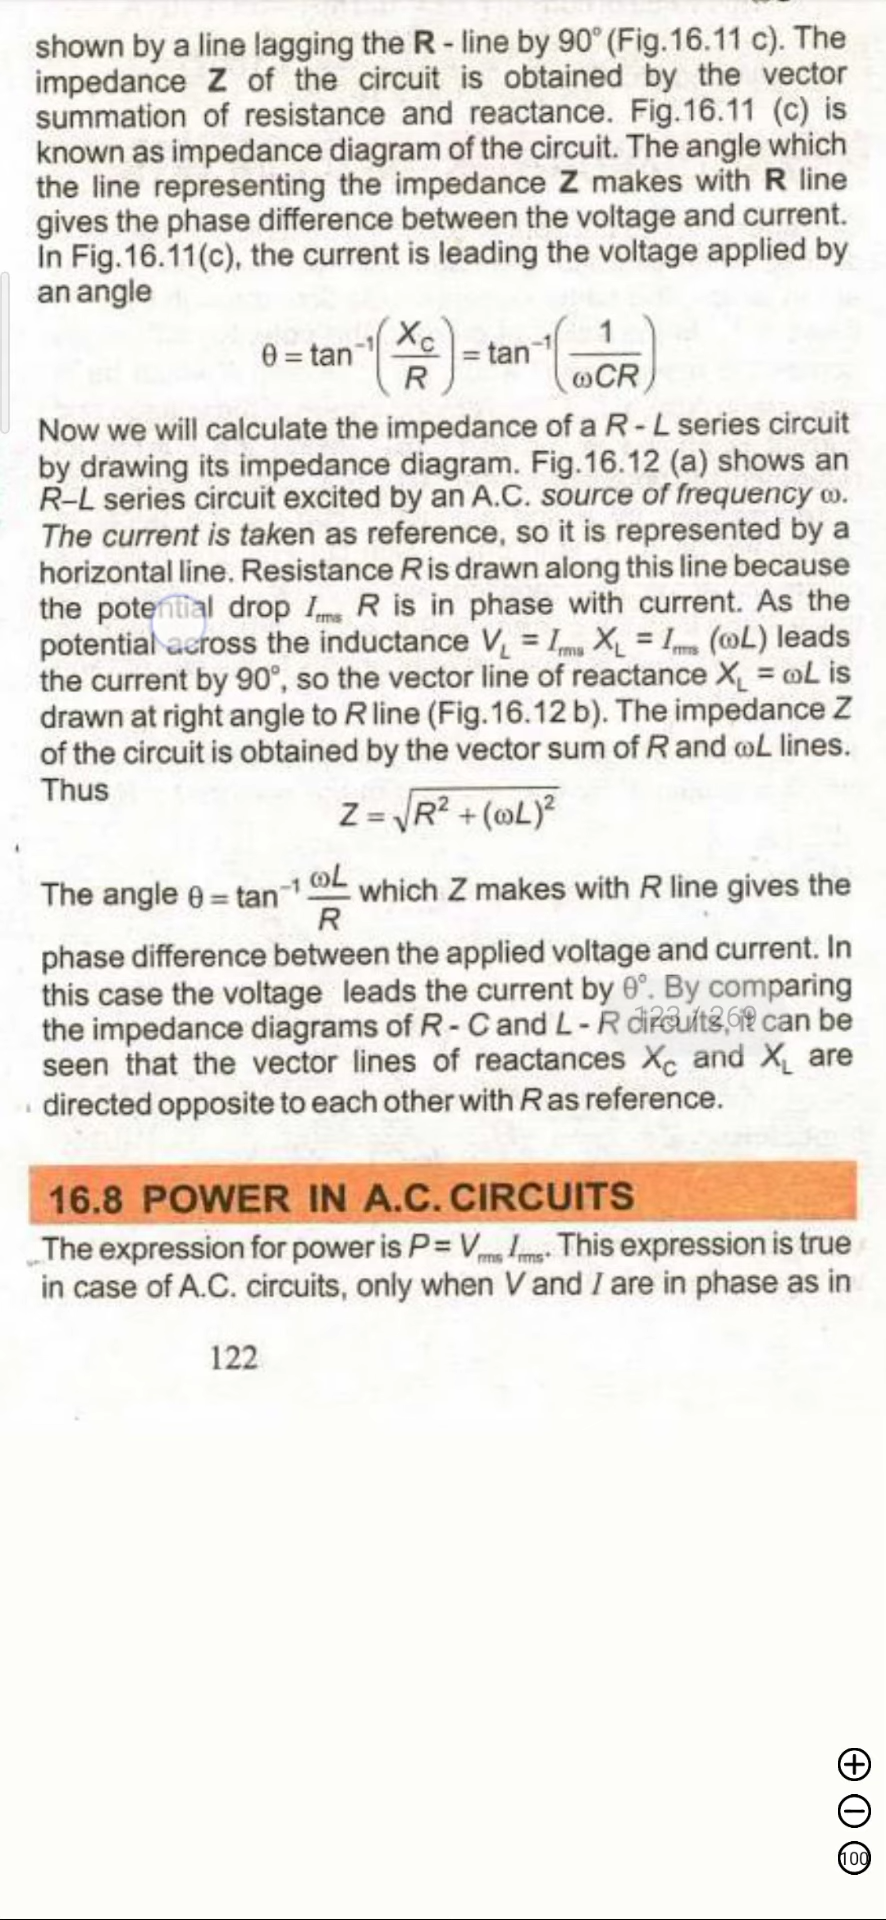 shown by a line lagging the R - line by 90° (Fig.16.11 c). The
impedance Z of the circuit is obtained by the vector
summation of resistance and reactance. Fig.16.11 (c) is
known as impedance diagram of the circuit. The angle which
the line representing the impedance Z makes with R line
gives the phase difference between the voltage and current.
In Fig.16.11(c), the current is leading the voltage applied by
an angle
θ = tan⁻¹(X_C/R) = tan⁻¹(1/ωCR)
Now we will calculate the impedance of a R - L series circuit
by drawing its impedance diagram. Fig.16.12 (a) shows an
R–L series circuit excited by an A.C. source of frequency ω.
The current is taken as reference, so it is represented by a
horizontal line. Resistance R is drawn along this line because
the potential drop I_rms R is in phase with current. As the
potential across the inductance V_L = I_rms X_L = I_rms (ωL) leads
the current by 90°, so the vector line of reactance X_L = ωL is
drawn at right angle to R line (Fig.16.12 b). The impedance Z
of the circuit is obtained by the vector sum of R and ωL lines.
Thus
Z = √(R² + (ωL)²)
The angle θ = tan⁻¹ ωL/R which Z makes with R line gives the
phase difference between the applied voltage and current. In
this case the voltage leads the current by θ°. By comparing
the impedance diagrams of R - C and L - R circuits, it can be
123 / 269
seen that the vector lines of reactances X_C and X_L are
directed opposite to each other with R as reference.
16.8 POWER IN A.C. CIRCUITS
The expression for power is P = V_rms I_rms. This expression is true
in case of A.C. circuits, only when V and I are in phase as in
122
100